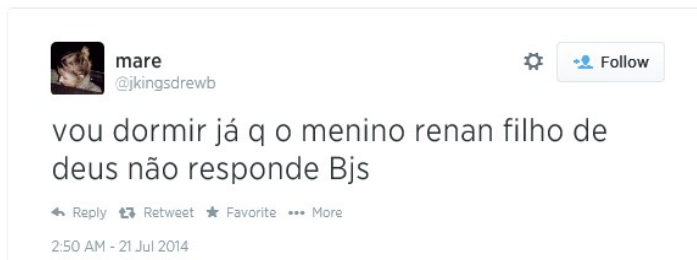 mare
@jkingsdrewb
Follow
vou dormir já q o menino renan filho de
deus não responde Bjs
Reply Retweet Favorite More
2:50 AM - 21 Jul 2014